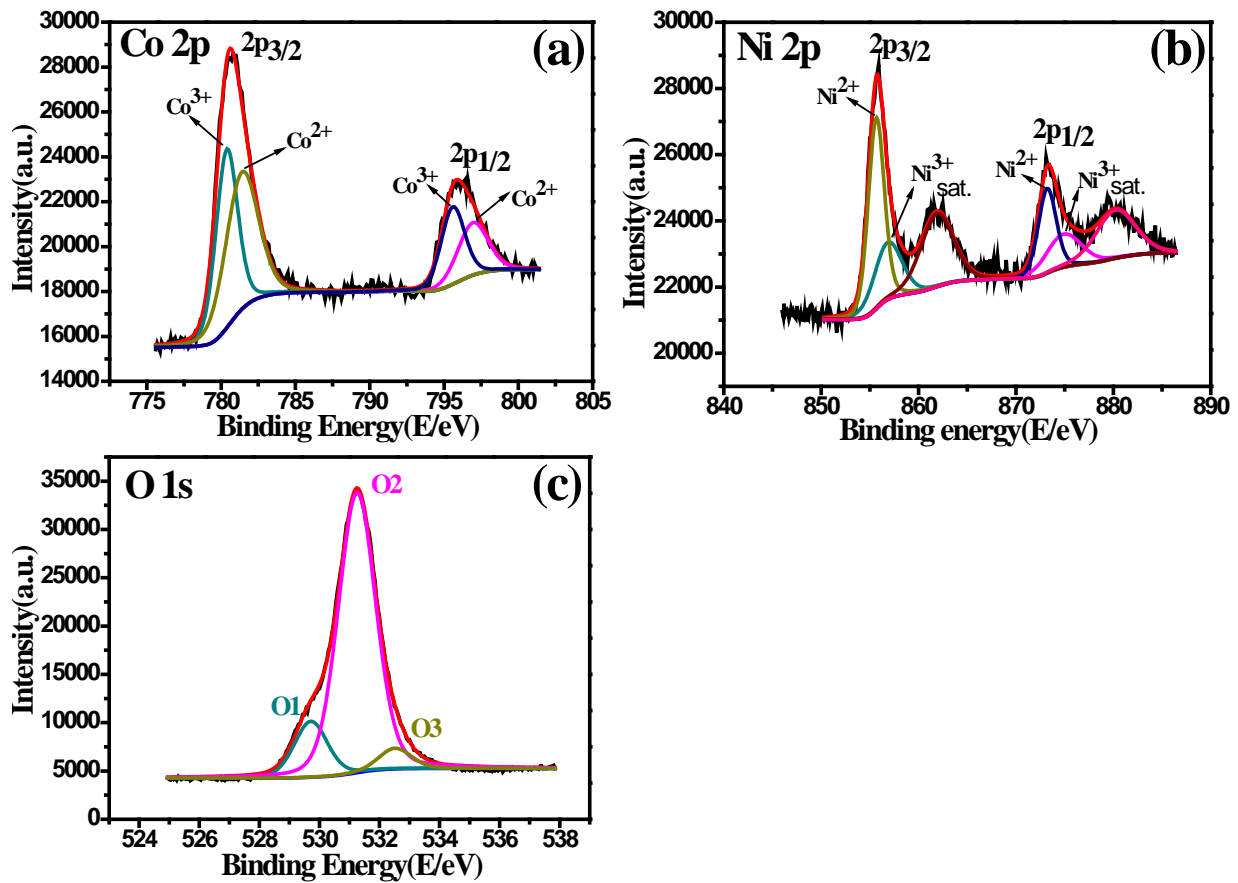 Co 2p
2p3/2
(a)
Co3+
Co2+
2p1/2
Co3+
Co2+
Intensity(a.u.)
30000
28000
26000
24000
22000
20000
18000
16000
14000
775 780 785 790 795 800 805
Binding Energy(E/eV)
Ni 2p
2p3/2
(b)
Ni2+
Ni3+
sat.
2p1/2
Ni2+
Ni3+
sat.
Intensity(a.u.)
30000
28000
26000
24000
22000
20000
840 850 860 870 880 890
Binding energy(E/eV)
O 1s
(c)
O2
O1
O3
Intensity(a.u.)
35000
30000
25000
20000
15000
10000
5000
0
524 526 528 530 532 534 536 538
Binding Energy(E/eV)